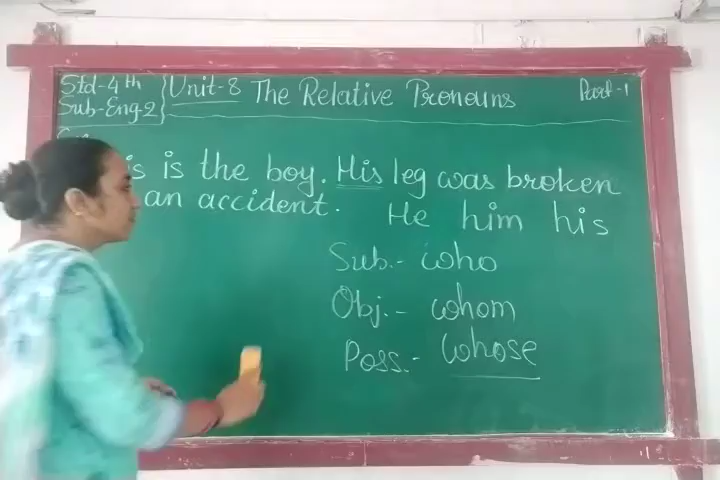 Std-4th
Sub-Eng-2
Unit-8 The Relative Pronouns
Part-1
is is the boy. His leg was broken
an accident. He him his
Sub.- who
Obj.- whom
Poss.- whose